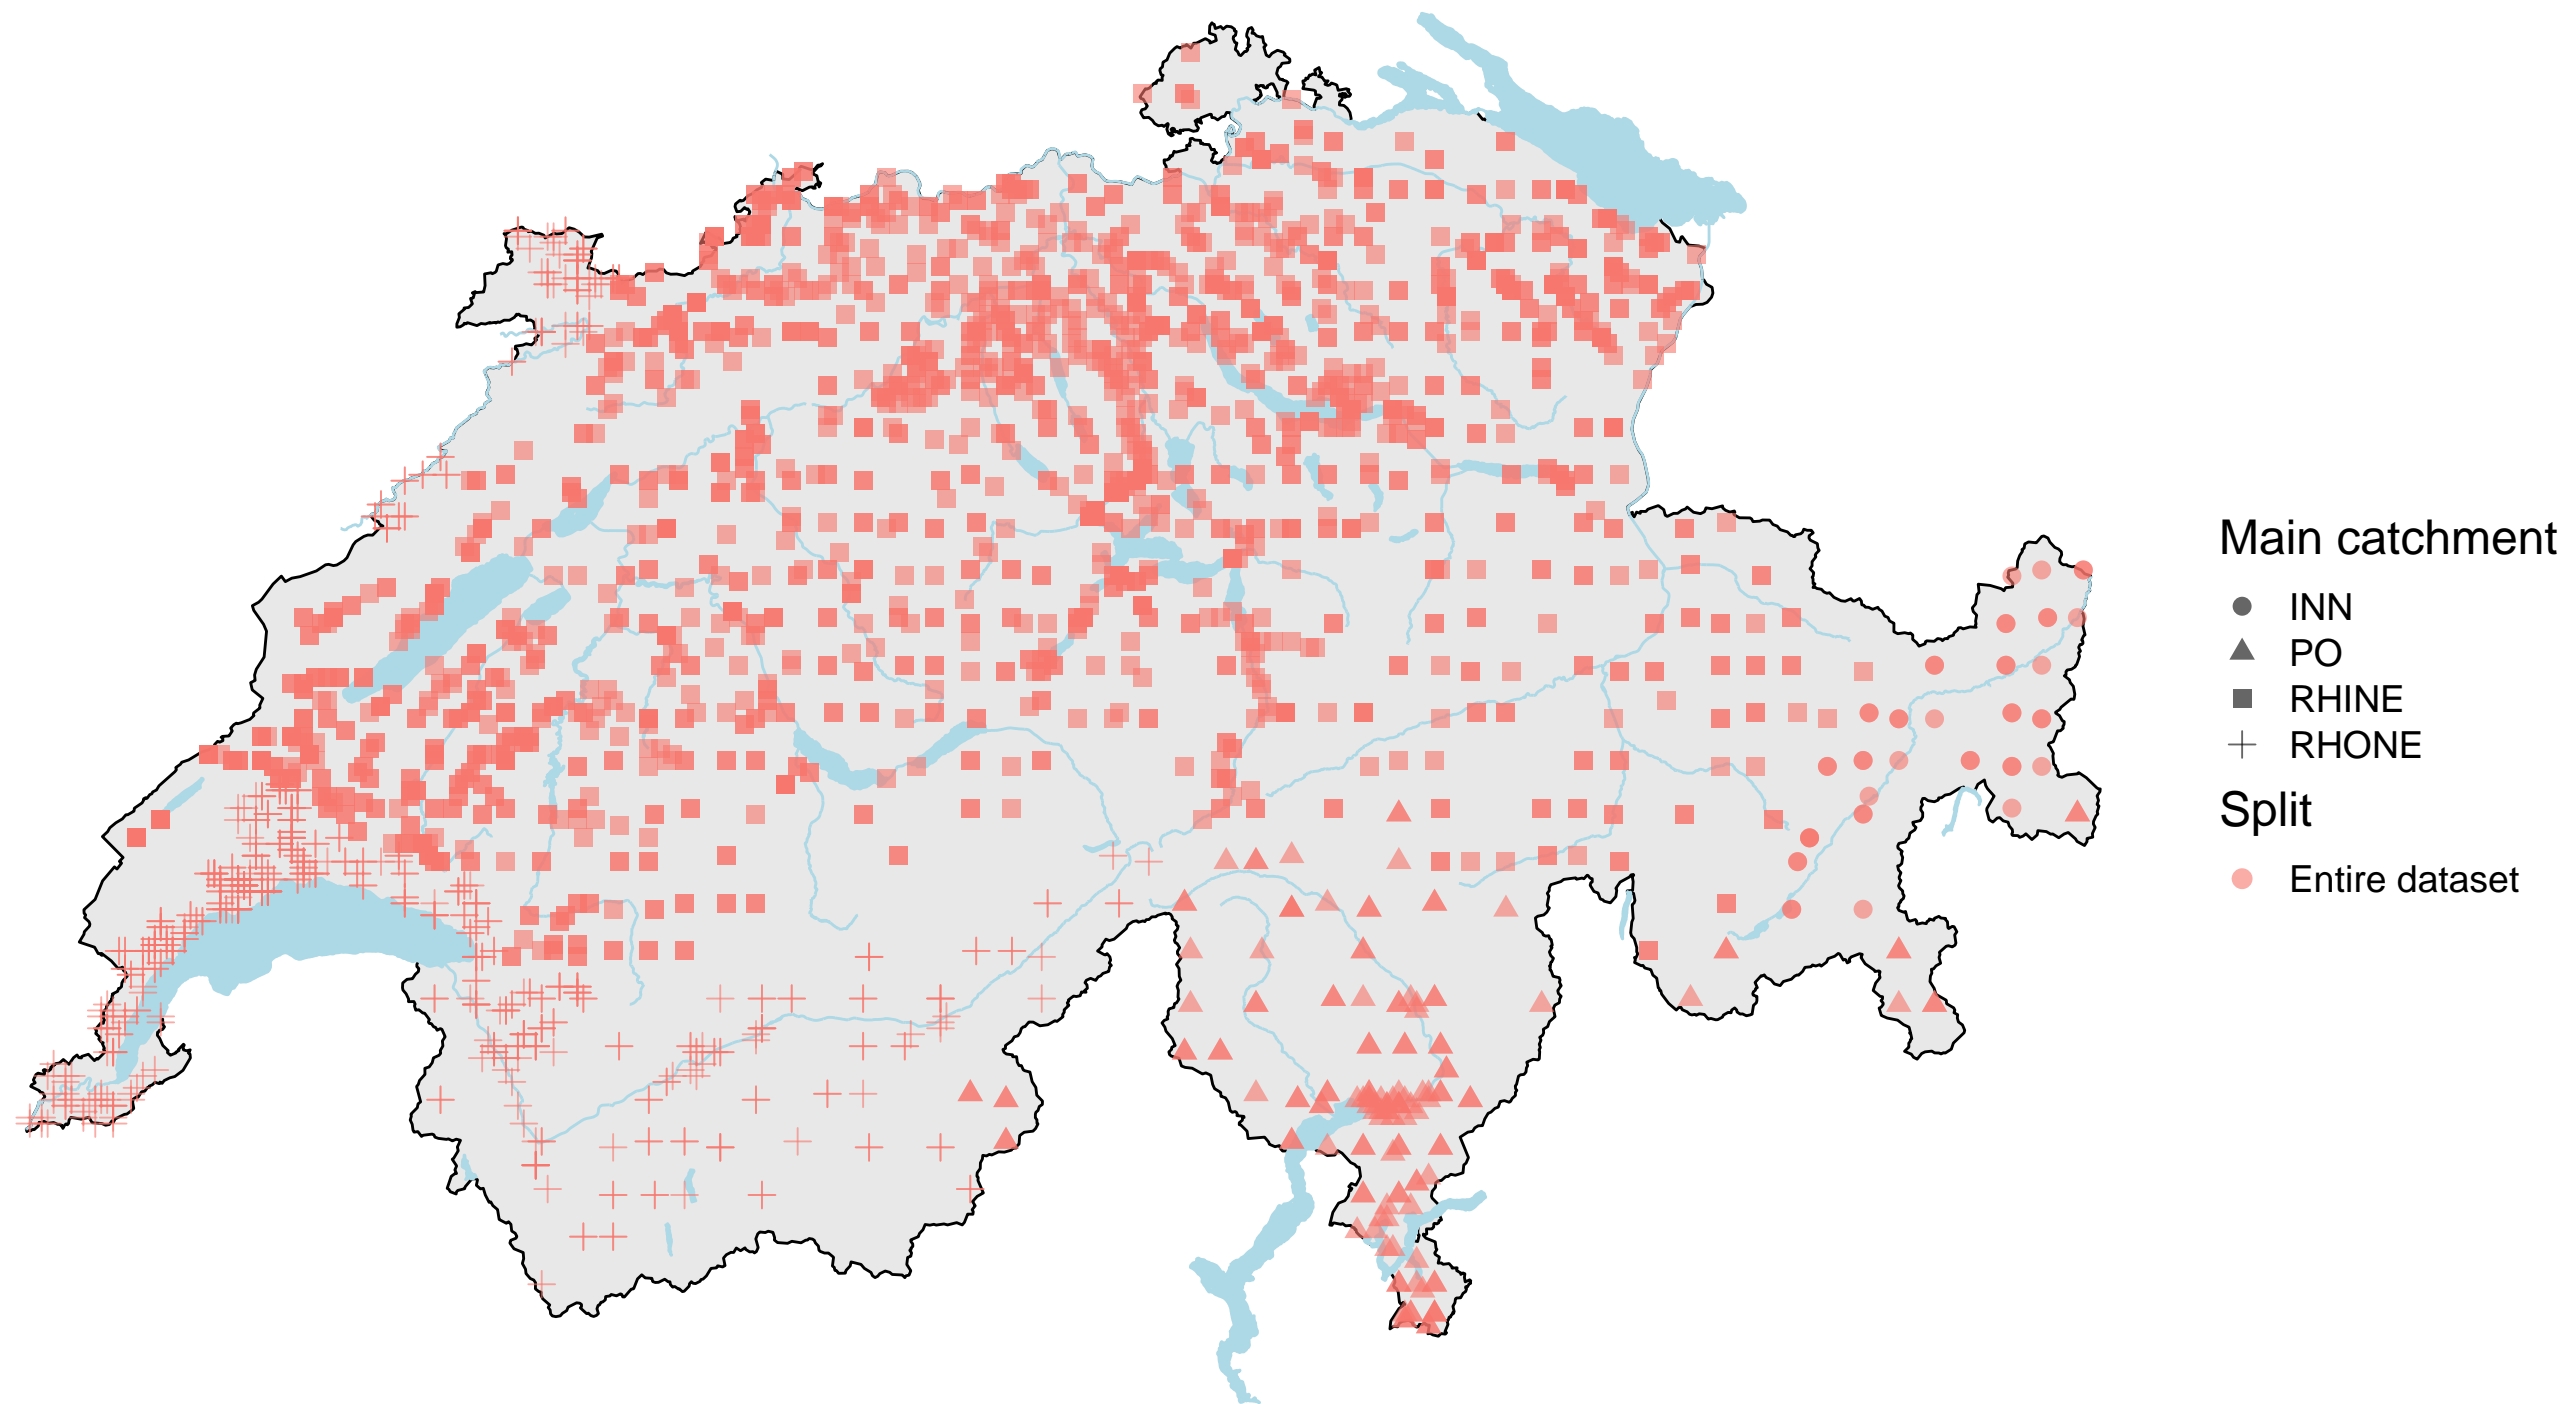 Main catchment
INN
PO
RHINE
RHONE
Split
Entire dataset